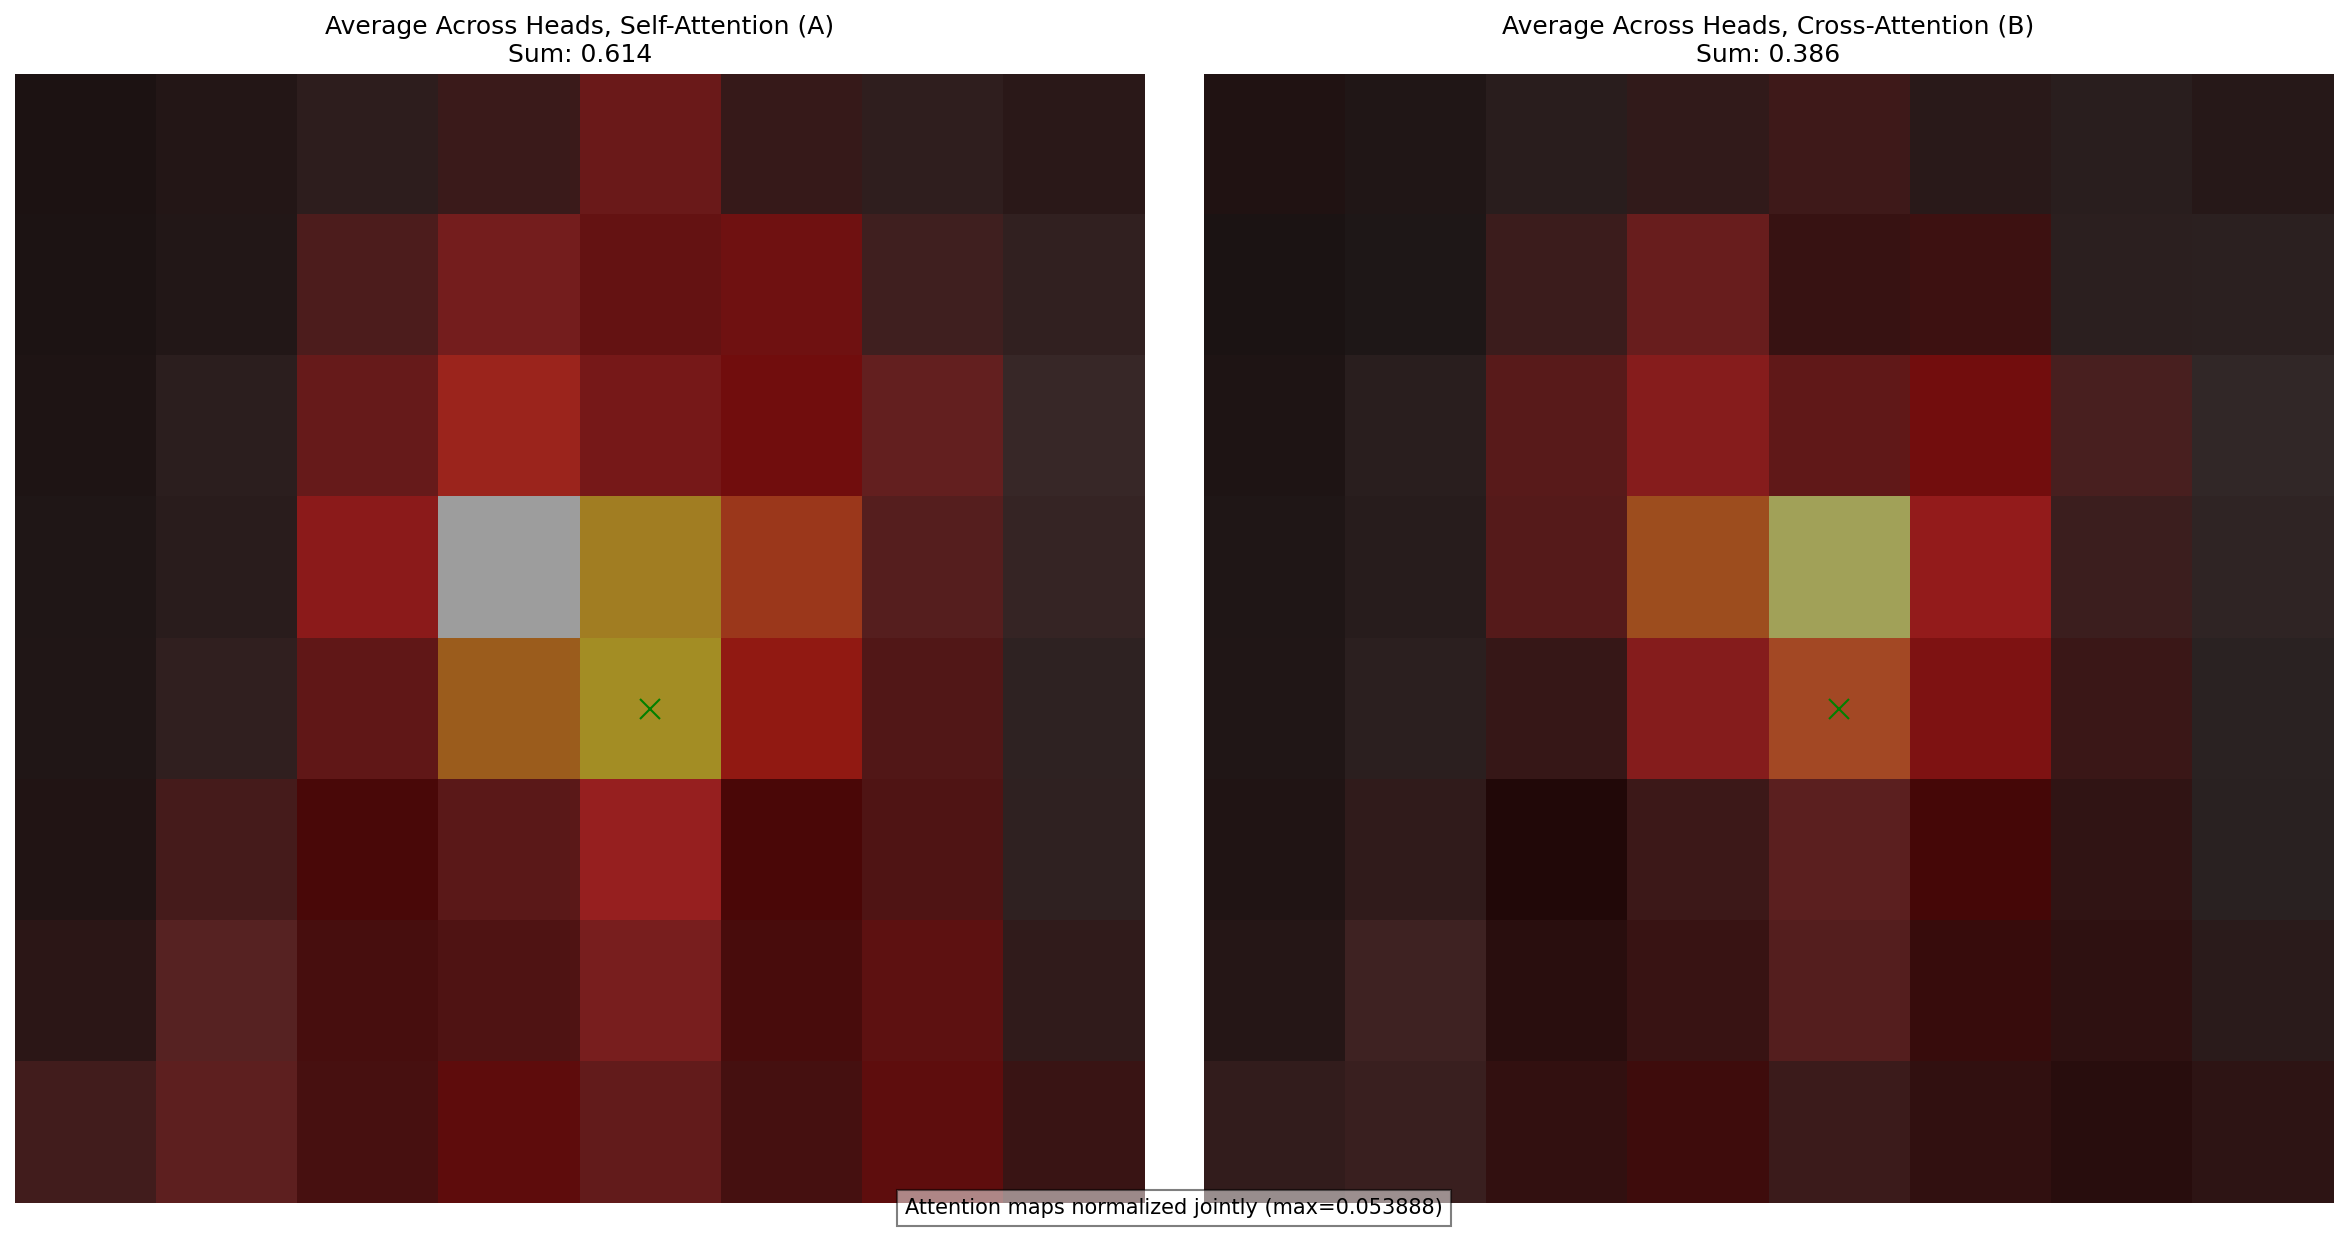 Average Across Heads, Self-Attention (A)
Sum: 0.614
Average Across Heads, Cross-Attention (B)
Sum: 0.386
Attention maps normalized jointly (max=0.053888)